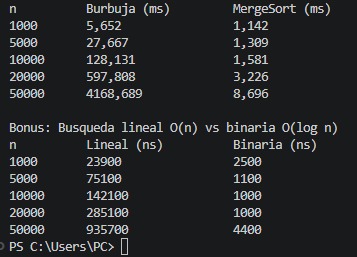 n Burbuja (ms) MergeSort (ms)
1000 5,652 1,142
5000 27,667 1,309
10000 128,131 1,581
20000 597,808 3,226
50000 4168,689 8,696
Bonus: Busqueda lineal O(n) vs binaria O(log n)
n Lineal (ns) Binaria (ns)
1000 23900 2500
5000 75100 1100
10000 142100 1000
20000 285100 1000
50000 935700 4400
PS C:\Users\PC>